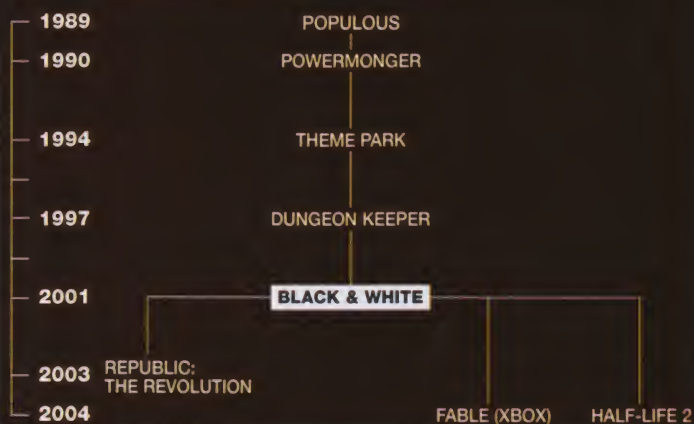 1989 POPULOUS
1990 POWERMONGER
1994 THEME PARK
1997 DUNGEON KEEPER
2001 BLACK & WHITE
2003 REPUBLIC:
THE REVOLUTION
2004 FABLE (XBOX) HALF-LIFE 2